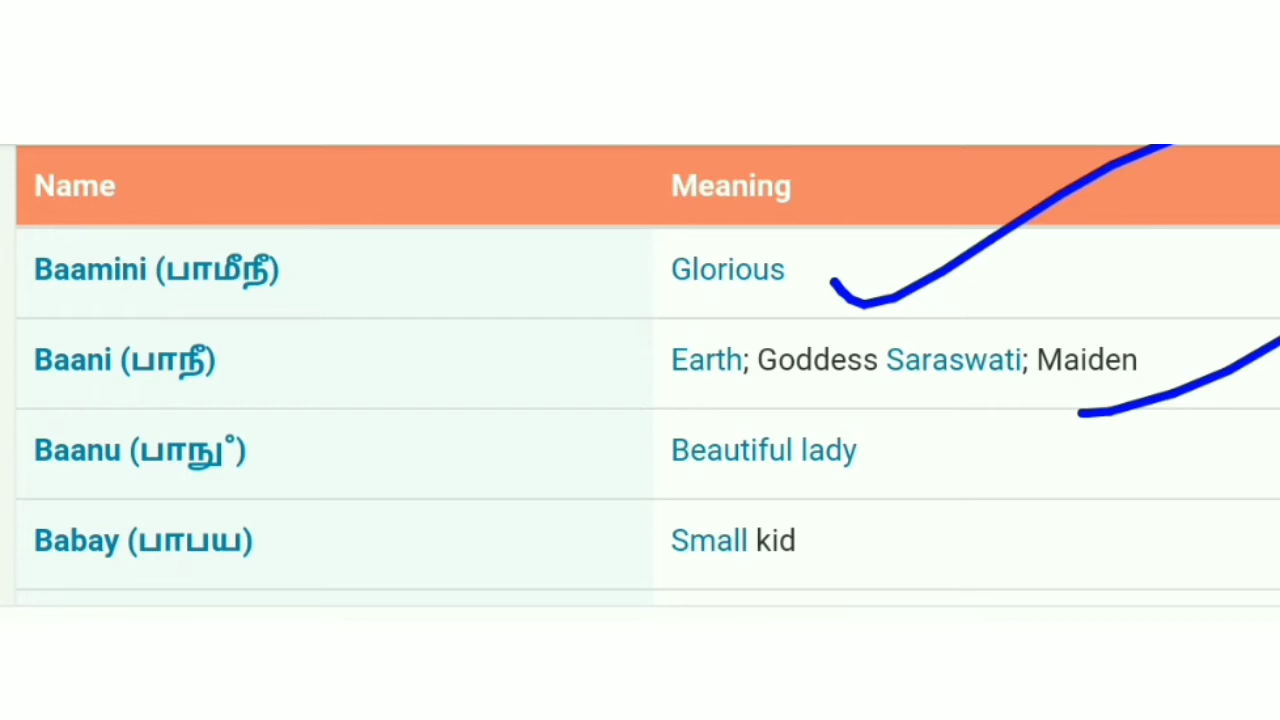 Name Meaning
Baamini (பாமீநீ) Glorious
Baani (பாநீ) Earth; Goddess Saraswati; Maiden
Baanu (பாநு˚) Beautiful lady
Babay (பாபய) Small kid